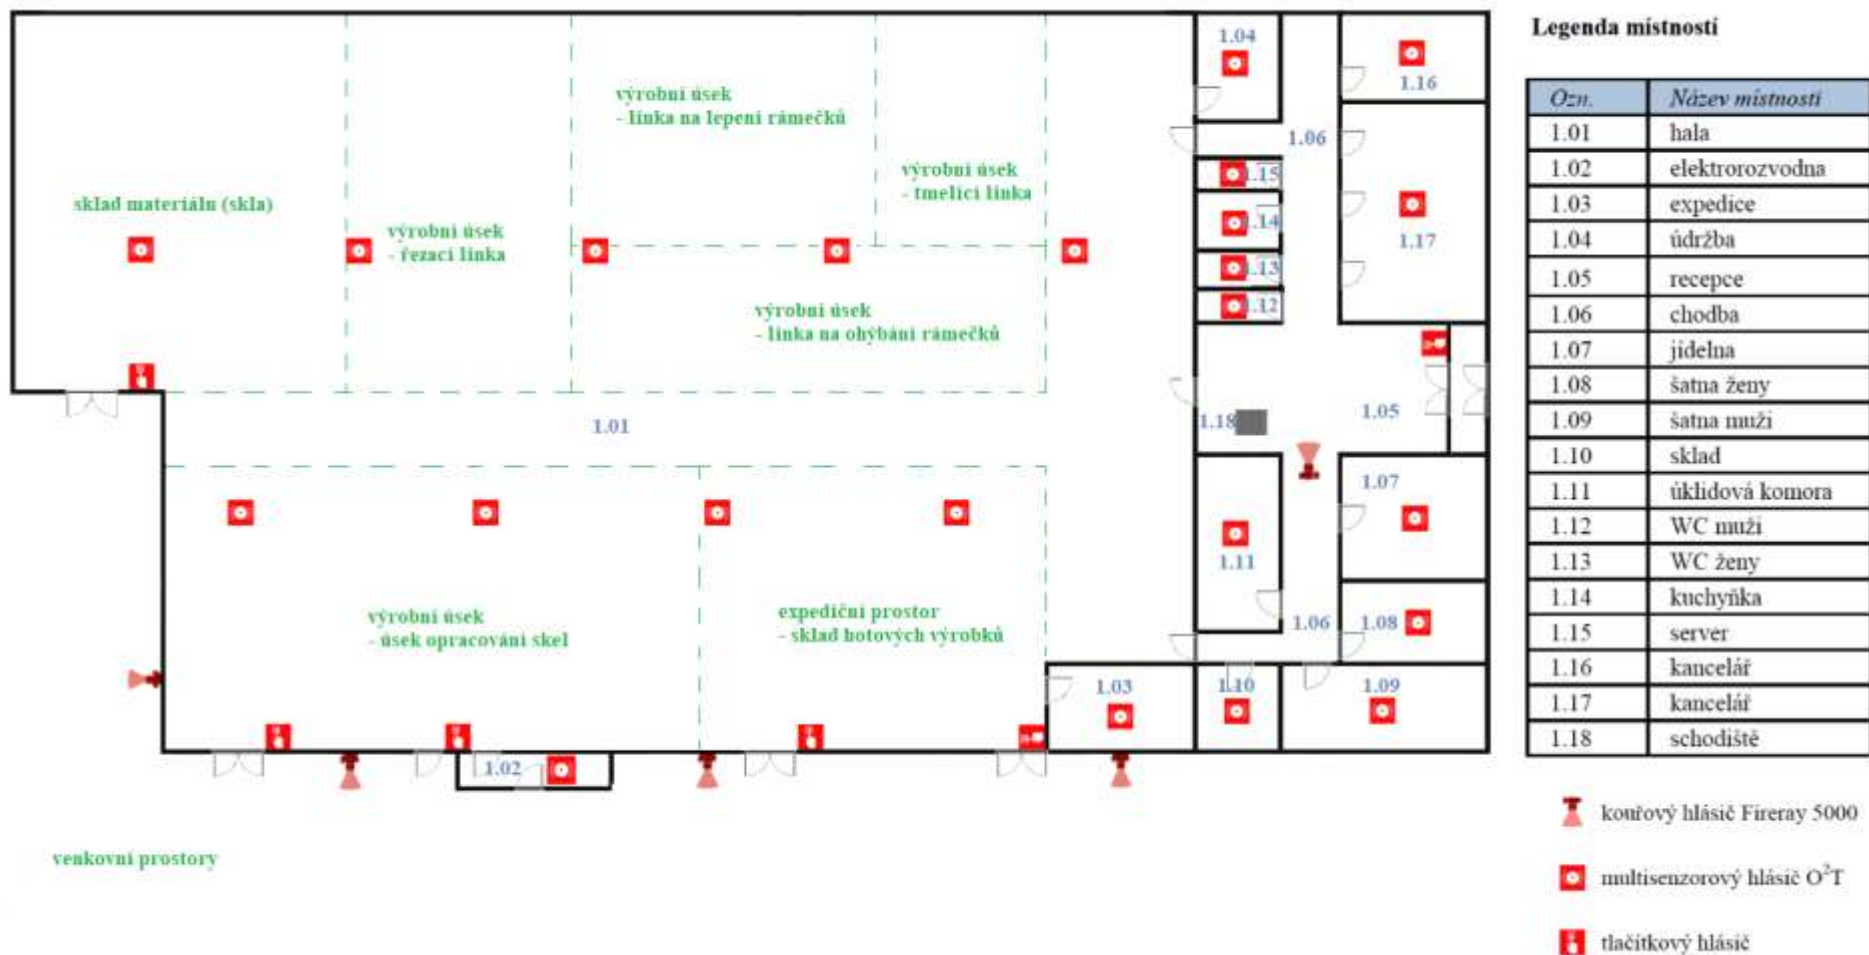 1.04
1.16
výrobní úsek
- linka na lepení rámečků
1.06
výrobní úsek
- tmelící linka
1.15
sklad materiálu (skla)
výrobní úsek
- řezací linka
1.14
1.17
1.13
výrobní úsek
- linka na ohýbání rámečků
1.12
1.01
1.18
1.05
1.07
1.11
výrobní úsek
- úsek opracování skel
expediční prostor
- sklad hotových výrobků
1.06
1.08
1.03
1.10
1.09
1.02
venkovní prostory
Legenda místností
Ozn. Název místnosti
1.01 hala
1.02 elektrorozvodna
1.03 expedice
1.04 údržba
1.05 recepce
1.06 chodba
1.07 jídelna
1.08 šatna ženy
1.09 šatna muži
1.10 sklad
1.11 úklidová komora
1.12 WC muži
1.13 WC ženy
1.14 kuchyňka
1.15 server
1.16 kancelář
1.17 kancelář
1.18 schodiště
kouřový hlásič Fireray 5000
multisenzorový hlásič O²T
tlačítkový hlásič